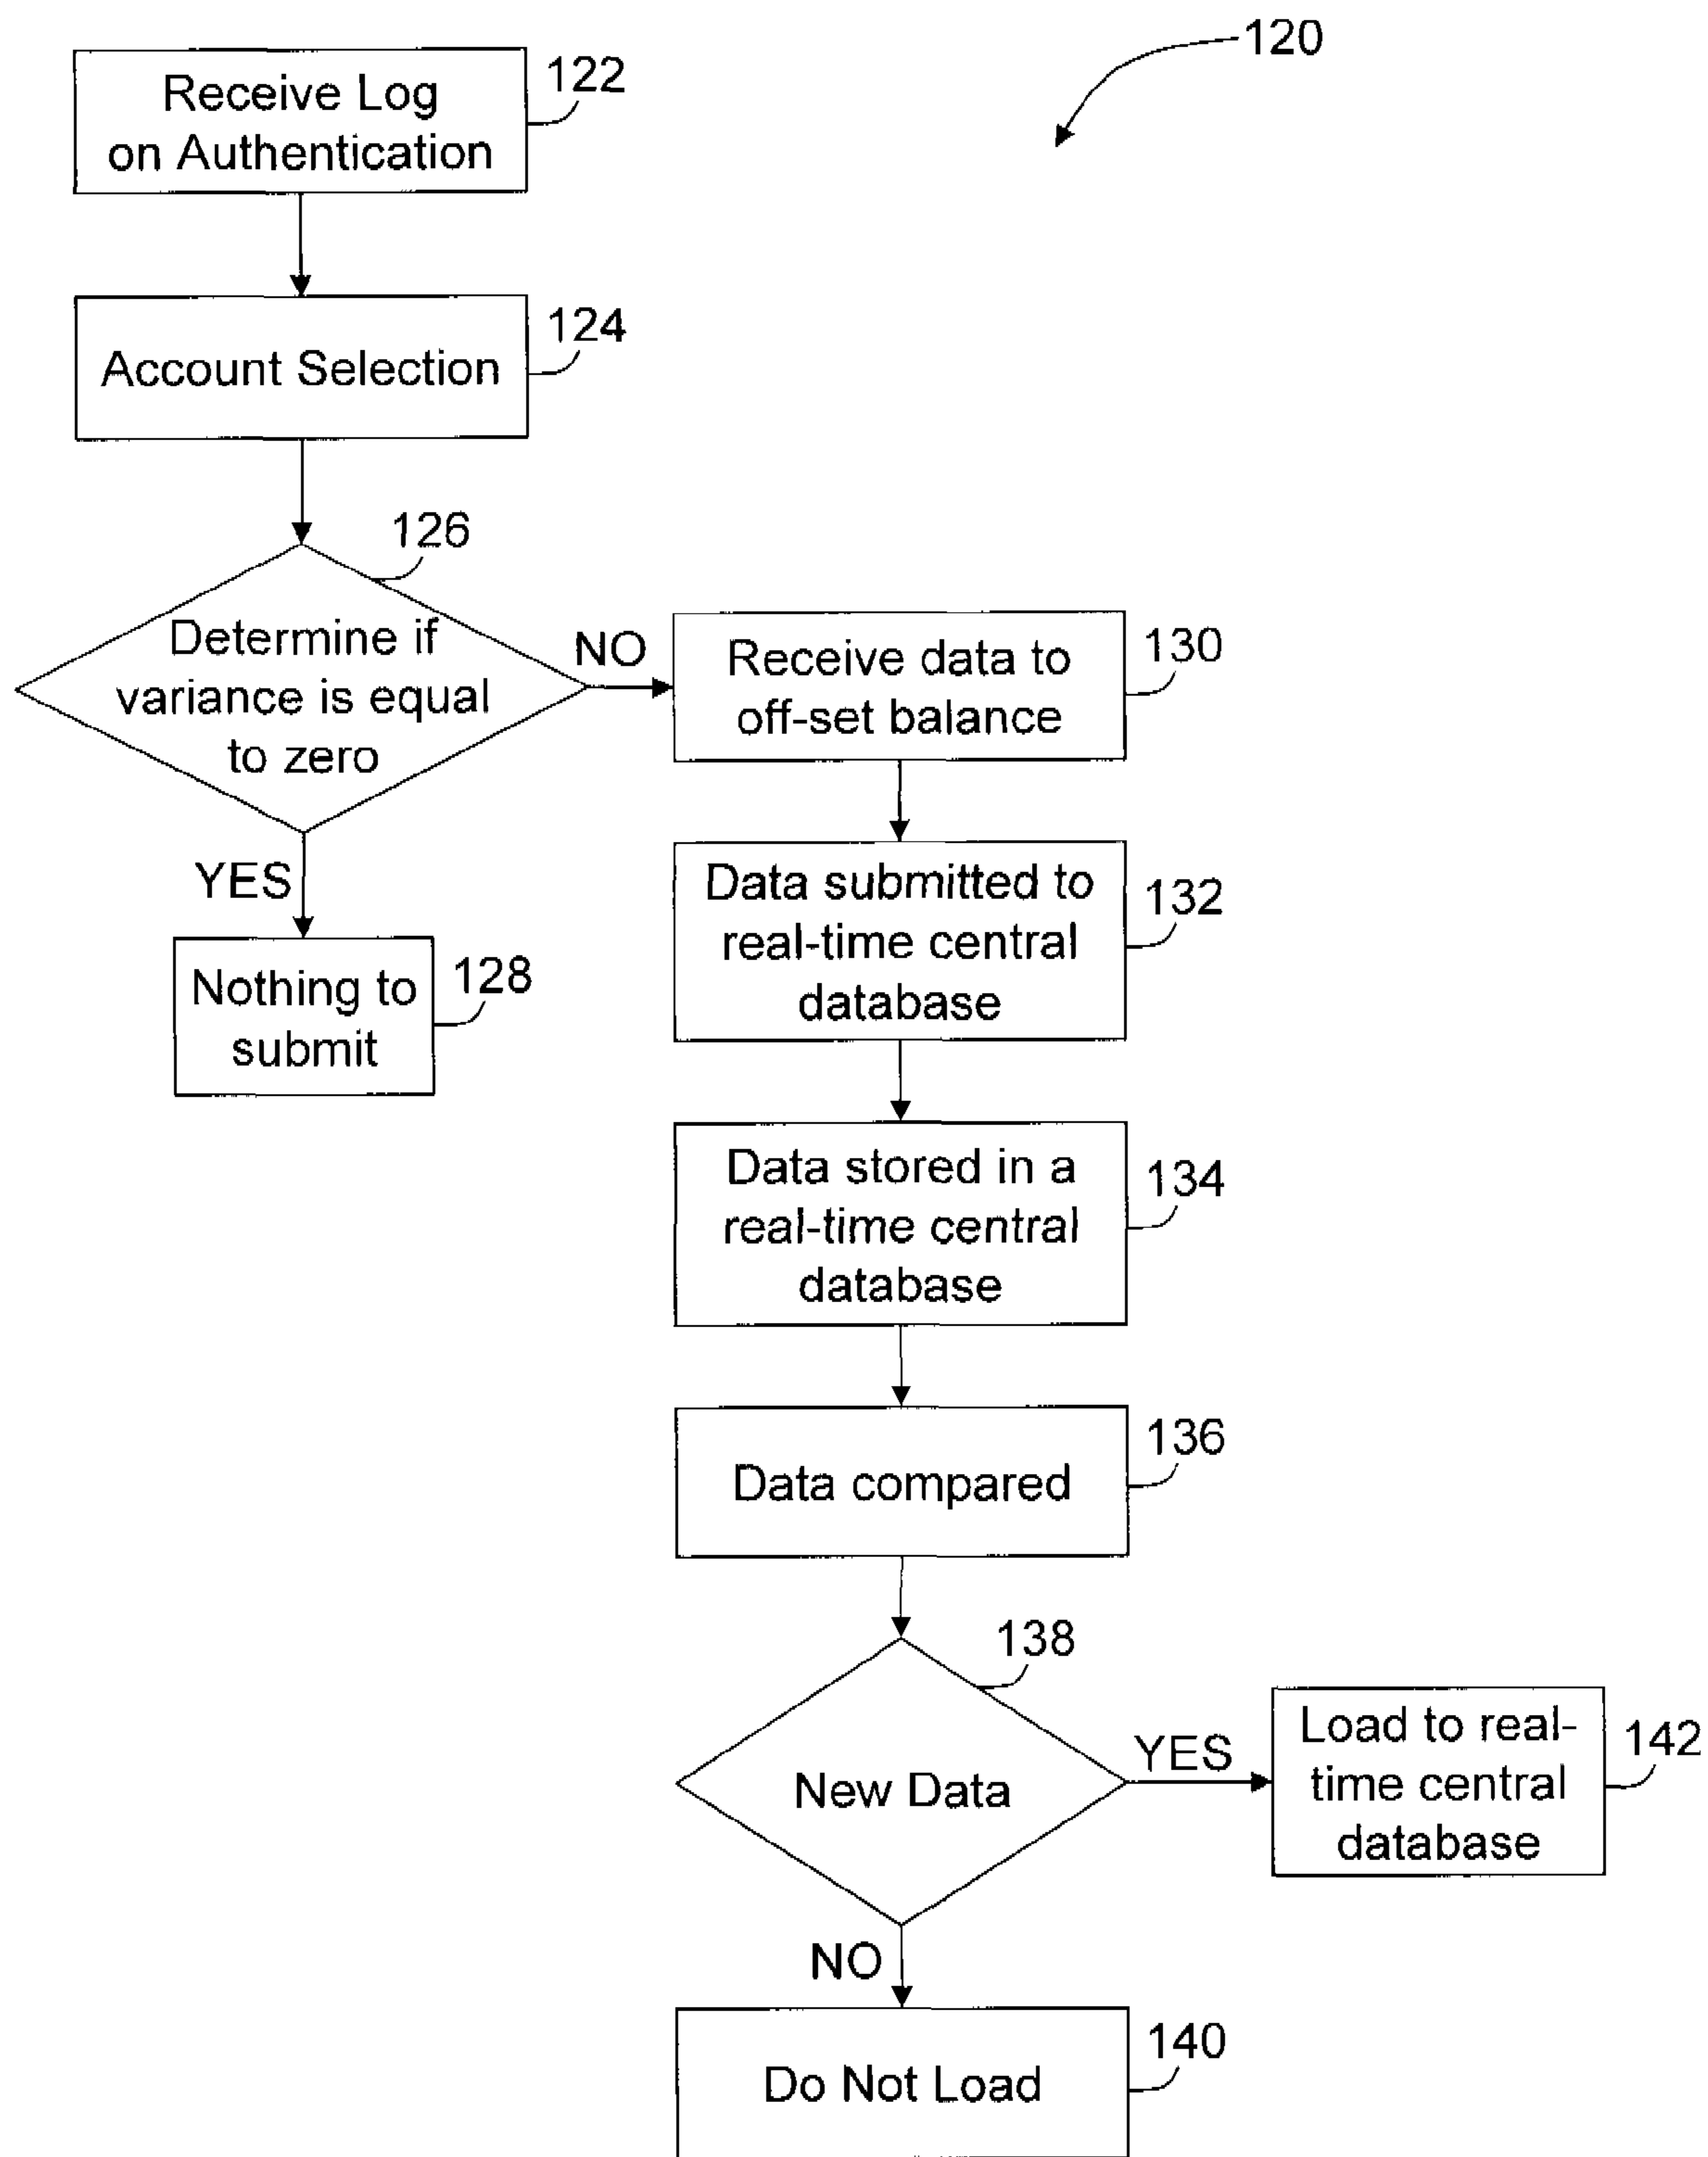 120
Receive Log
on Authentication
122
Account Selection
124
126
Determine if
variance is equal
to zero
NO
YES
Nothing to
submit
128
Receive data to
off-set balance
130
Data submitted to
real-time central
database
132
Data stored in a
real-time central
database
134
Data compared
136
138
New Data
YES
Load to real-
time central
database
142
NO
Do Not Load
140